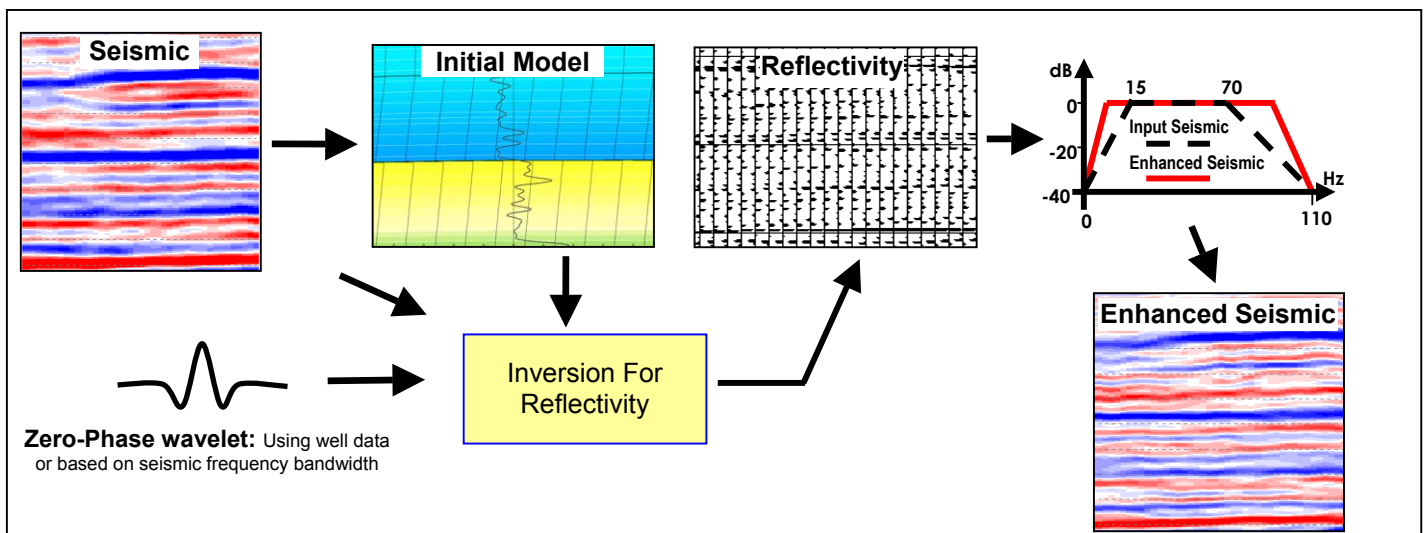 Seismic
Initial Model
Reflectivity
dB
15
70
0
Input Seismic
-20
Enhanced Seismic
Hz
-40
0
110
Enhanced Seismic
Inversion For
Reflectivity
Zero-Phase wavelet: Using well data
or based on seismic frequency bandwidth